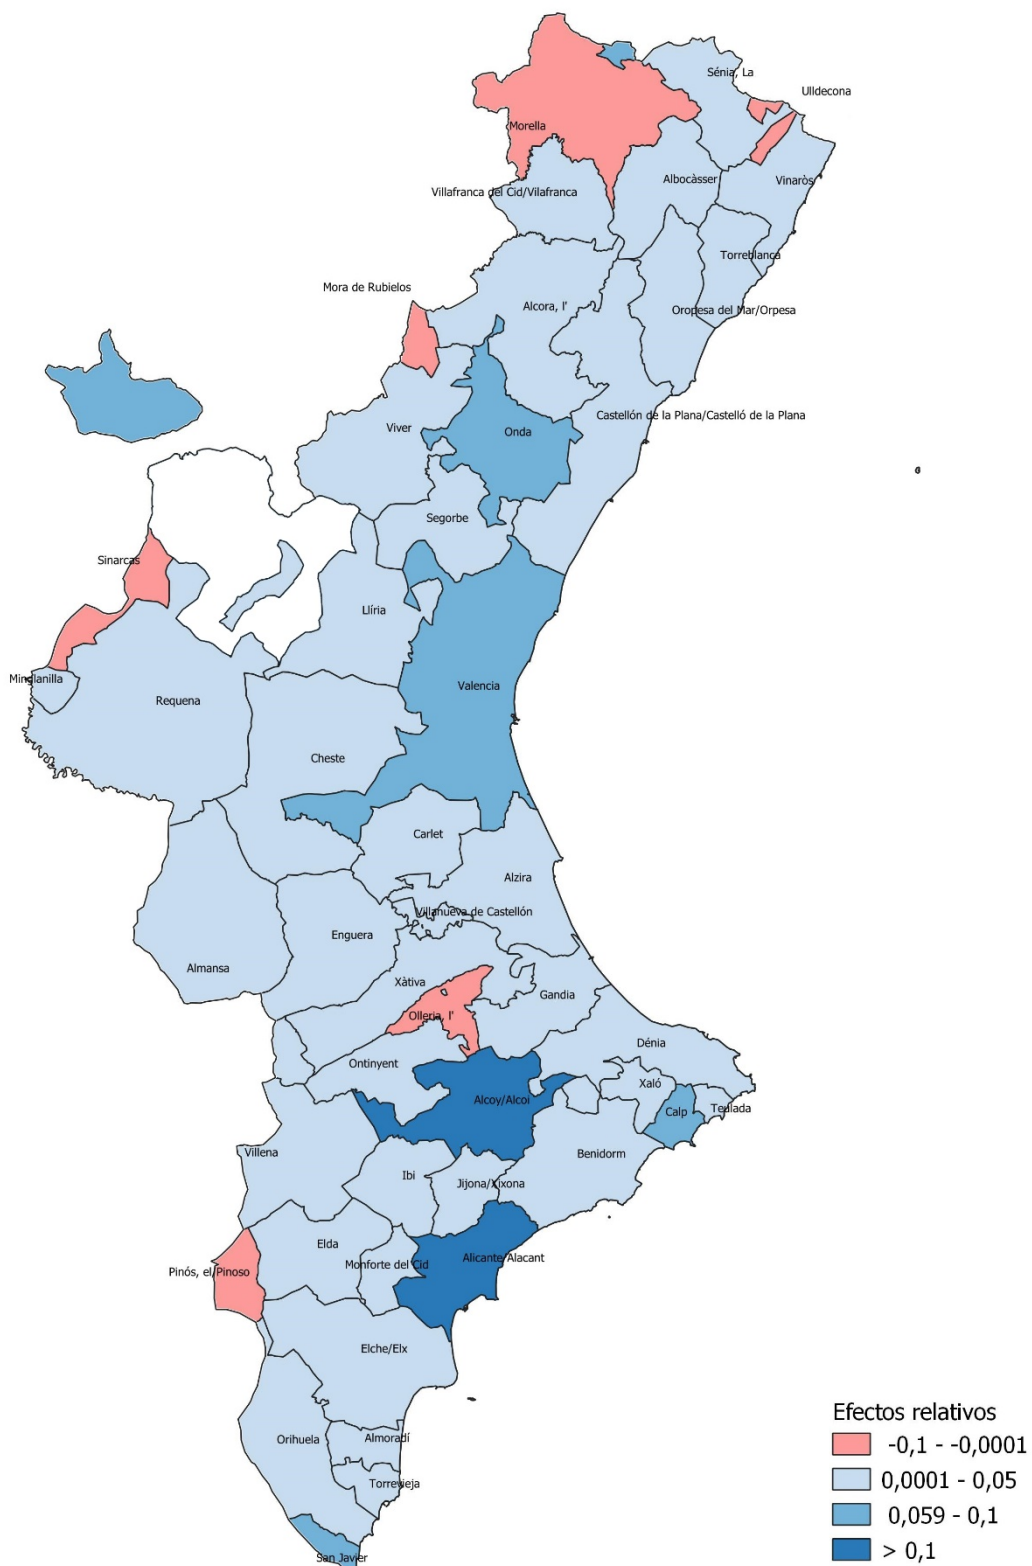 Sénia, La
Ulldecona
Morella
Albocàsser
Vinaròs
Villafranca del Cid/Vilafranca
Torreblanca
Mora de Rubielos
Alcora, l'
Oropesa del Mar/Orpesa
Castellón de la Plana/Castelló de la Plana
Viver
Onda
Segorbe
Sinarcas
Llíria
Minglanilla
Requena
Valencia
Cheste
Carlet
Alzira
Villanueva de Castellón
Enguera
Almansa
Xàtiva
Gandia
Olleria, l'
Dénia
Ontinyent
Xaló
Alcoy/Alcoi
Calp
Teulada
Villena
Benidorm
Ibi
Jijona/Xixona
Elda
Alicante/Alacant
Monforte del Cid
Pinós, el/Pinoso
Elche/Elx
Orihuela
Almoradí
Torrevieja
San Javier
Efectos relativos
-0,1 - -0,0001
0,0001 - 0,05
0,059 - 0,1
> 0,1